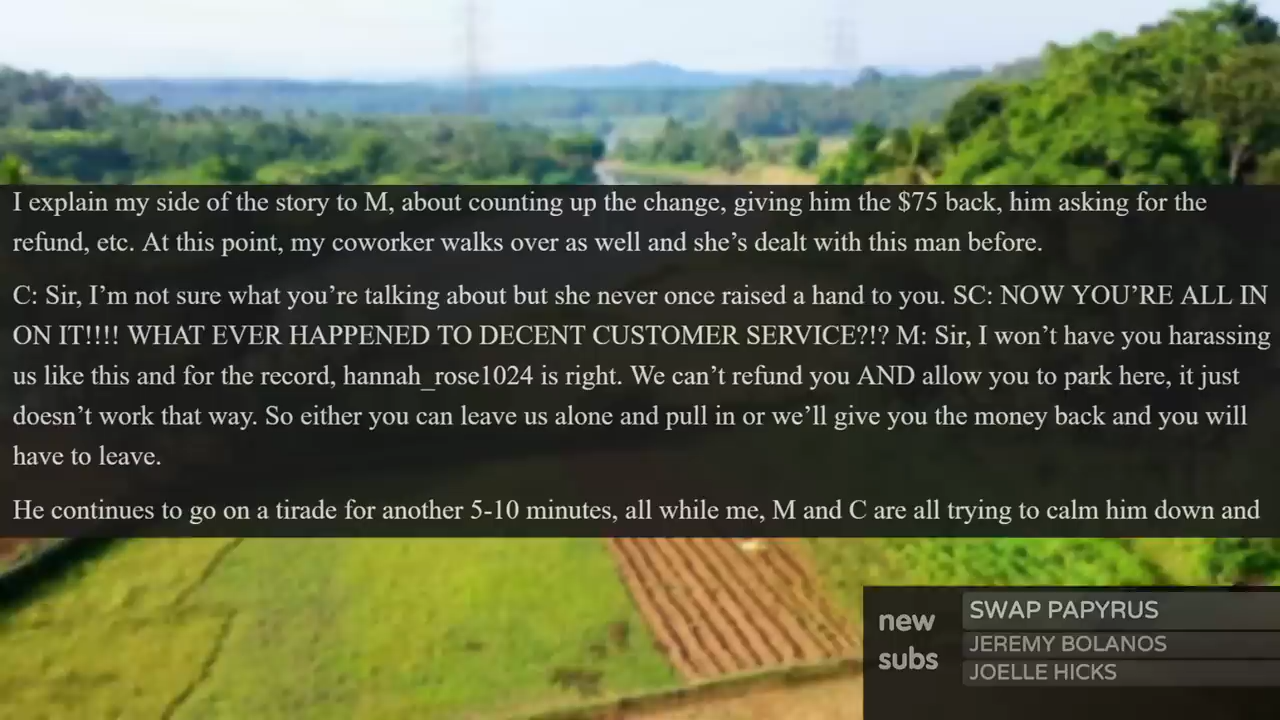 I explain my side of the story to M, about counting up the change, giving him the $75 back, him asking for the
refund, etc. At this point, my coworker walks over as well and she’s dealt with this man before.
C: Sir, I’m not sure what you’re talking about but she never once raised a hand to you. SC: NOW YOU’RE ALL IN
ON IT!!!! WHAT EVER HAPPENED TO DECENT CUSTOMER SERVICE?!? M: Sir, I won’t have you harassing
us like this and for the record, hannah_rose1024 is right. We can’t refund you AND allow you to park here, it just
doesn’t work that way. So either you can leave us alone and pull in or we’ll give you the money back and you will
have to leave.
He continues to go on a tirade for another 5-10 minutes, all while me, M and C are all trying to calm him down and
new
subs
SWAP PAPYRUS
JEREMY BOLANOS
JOELLE HICKS